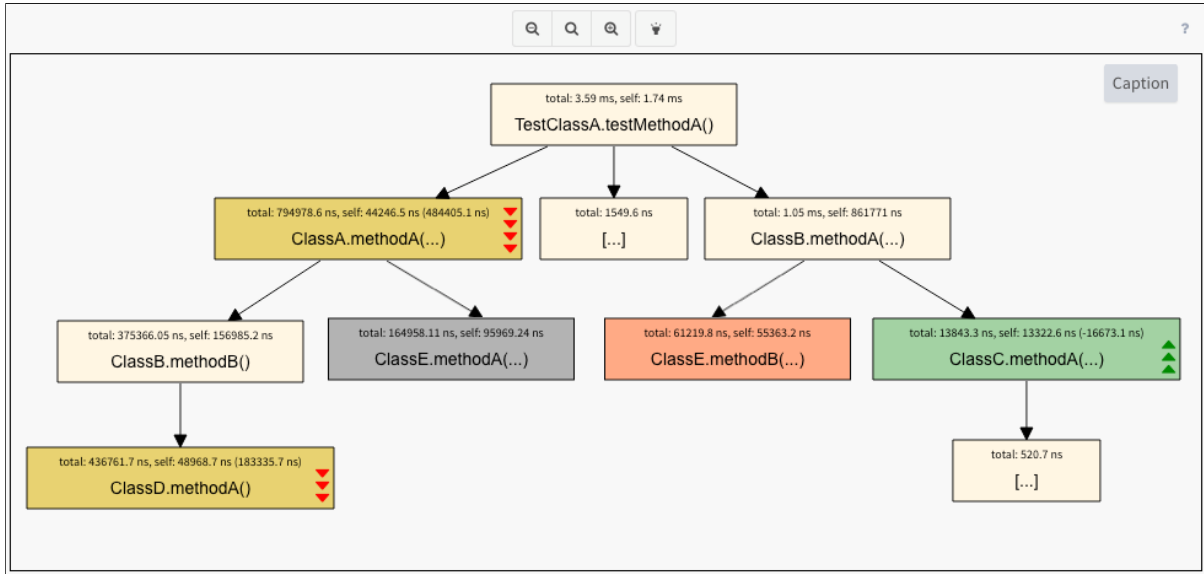 ?
Caption
total: 3.59 ms, self: 1.74 ms
TestClassA.testMethodA()
total: 794978.6 ns, self: 44246.5 ns (484405.1 ns)
ClassA.methodA(...)
total: 1549.6 ns
[...]
total: 1.05 ms, self: 861771 ns
ClassB.methodA(...)
total: 375366.05 ns, self: 156985.2 ns
ClassB.methodB()
total: 164958.11 ns, self: 95969.24 ns
ClassE.methodA(...)
total: 61219.8 ns, self: 55363.2 ns
ClassE.methodB(...)
total: 13843.3 ns, self: 13322.6 ns (-16673.1 ns)
ClassC.methodA(...)
total: 436761.7 ns, self: 48968.7 ns (183335.7 ns)
ClassD.methodA()
total: 520.7 ns
[...]